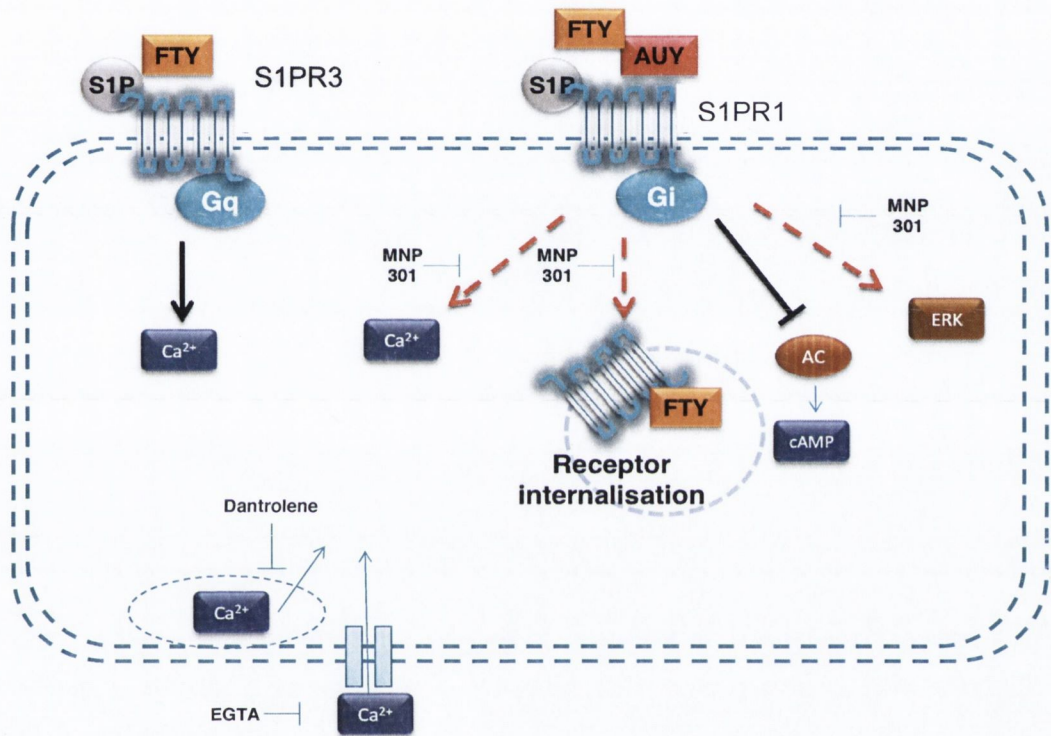 FTY
S1P
S1PR3
Gq
Ca²⁺
FTY
AUY
S1P
S1PR1
Gi
MNP
301
MNP
301
MNP
301
Ca²⁺
ERK
AC
cAMP
FTY
Receptor
internalisation
Dantrolene
Ca²⁺
EGTA
Ca²⁺